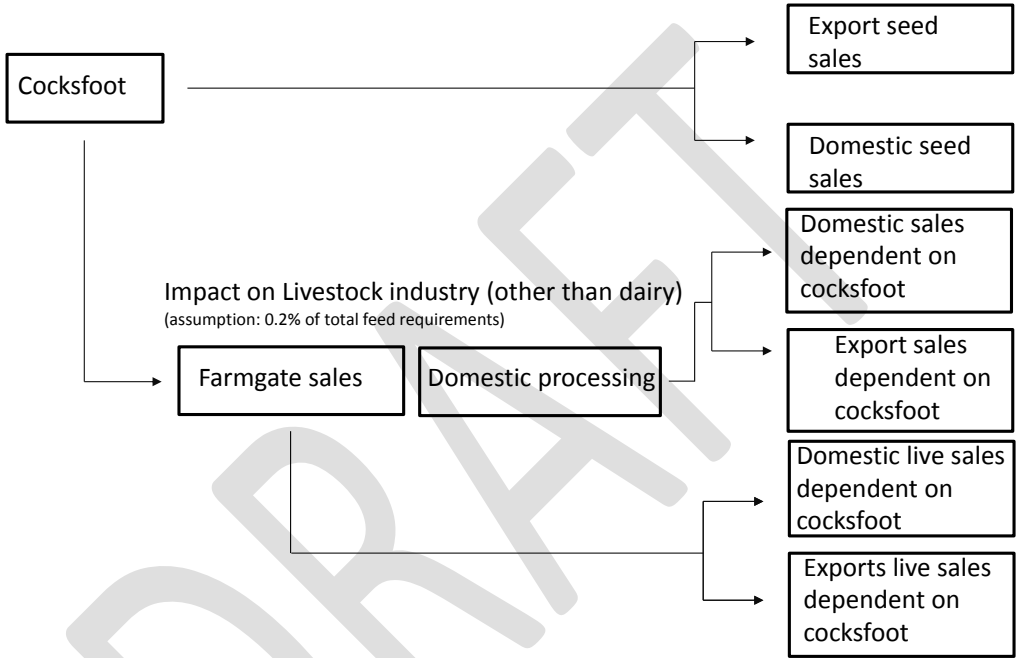 Export seed
sales
Cocksfoot
Domestic seed
sales
Domestic sales
dependent on
cocksfoot
Impact on Livestock industry (other than dairy)
(assumption: 0.2% of total feed requirements)
Farmgate sales
Domestic processing
Export sales
dependent on
cocksfoot
Domestic live sales
dependent on
cocksfoot
Exports live sales
dependent on
cocksfoot
DRAFT